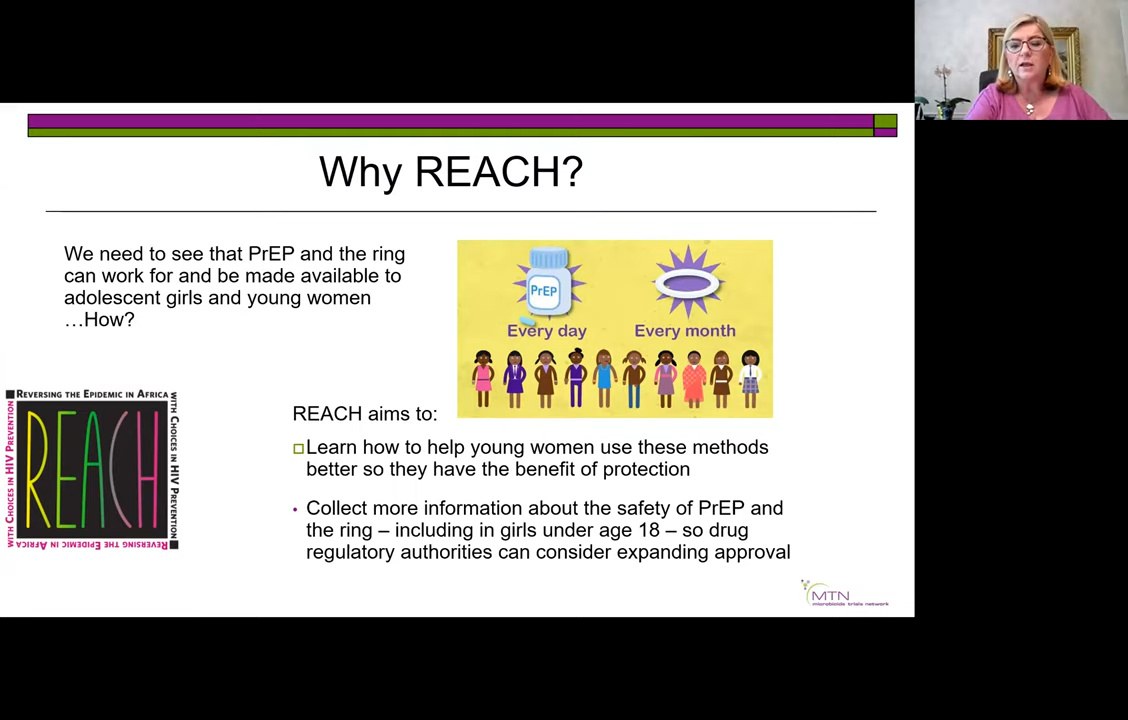 Why REACH?
We need to see that PrEP and the ring
can work for and be made available to
adolescent girls and young women
…How?
PrEP
Every day
Every month
REVERSING THE EPIDEMIC IN AFRICA
WITH CHOICES IN HIV PREVENTION
REACH
WITH CHOICES IN HIV PREVENTION
REVERSING THE EPIDEMIC IN AFRICA
REACH aims to:
Learn how to help young women use these methods
better so they have the benefit of protection
• Collect more information about the safety of PrEP and
the ring – including in girls under age 18 – so drug
regulatory authorities can consider expanding approval
MTN
microbicide trials network